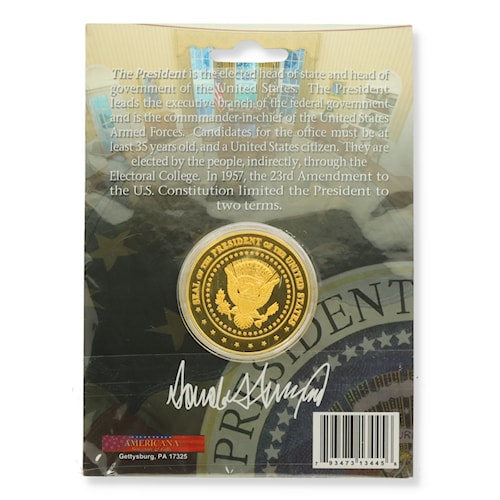 The President is the elected head of state and head of
government of the United States. The President
leads the executive branch of the federal government
and is the commander-in-chief of the United States
Armed Forces. Candidates for the office must be at
least 35 years old, and a United States citizen. They
are elected by the people, indirectly, through the
Electoral College. In 1957, the 23rd Amendment to
the U.S. Constitution limited the President to
two terms.
SEAL OF THE PRESIDENT OF THE UNITED STATES
PRESIDENT
AMERICANA
Gettysburg, PA 17325
7 93473 13445